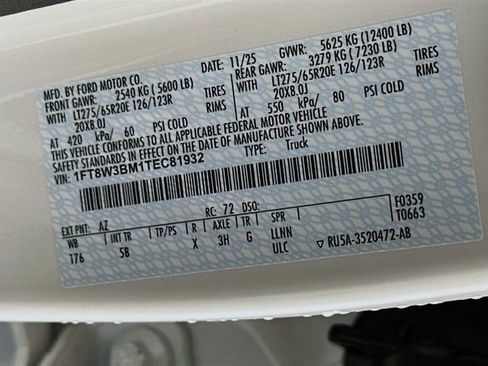 MFD. BY FORD MOTOR CO.
DATE: 11/25 GVWR: 5625 KG (12400 LB)
FRONT GAWR: 2540 KG (5600 LB) REAR GAWR: 3279 KG (7230 LB)
LT275/65R20E 126/123R TIRES LT275/65R20E 126/123R TIRES
20X8.0J RIMS 20X8.0J RIMS
AT 420 kPa/ 60 PSI COLD AT 550 kPa/ 80 PSI COLD
THIS VEHICLE CONFORMS TO ALL APPLICABLE FEDERAL MOTOR VEHICLE
SAFETY STANDARDS IN EFFECT ON THE DATE OF MANUFACTURE SHOWN ABOVE.
VIN: 1FT8W3BM1TEC81932 TYPE: Truck
F0359
T0663
EXT PNT: AZ RC: 72 DSO:
WB INT TR TP/PS R AXLE TR SPR
176 5B X 3H G LLNN
ULC RU5A-3520472-AB